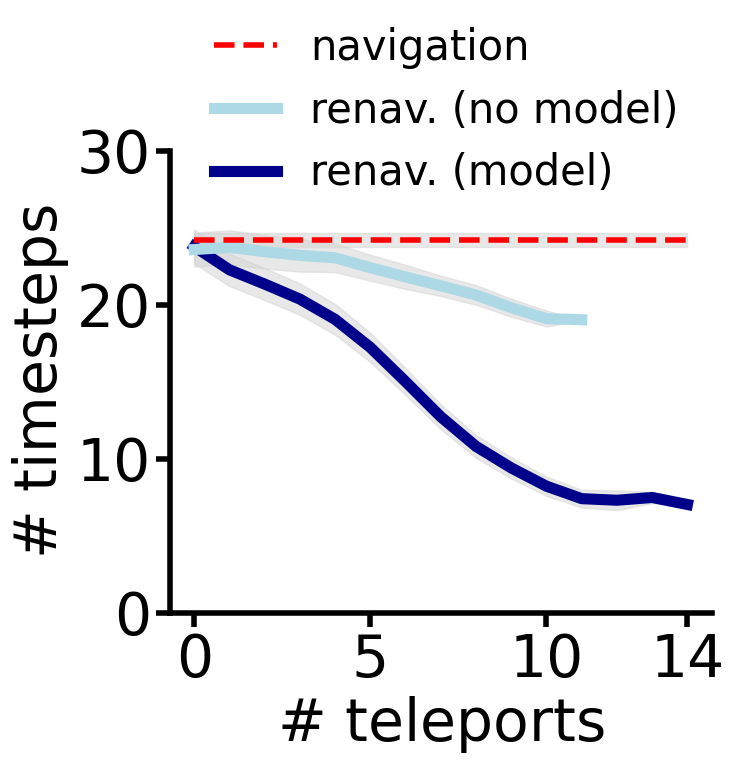 navigation
renav. (no model)
renav. (model)
30
20
10
0
# timesteps
0 5 10 14
# teleports